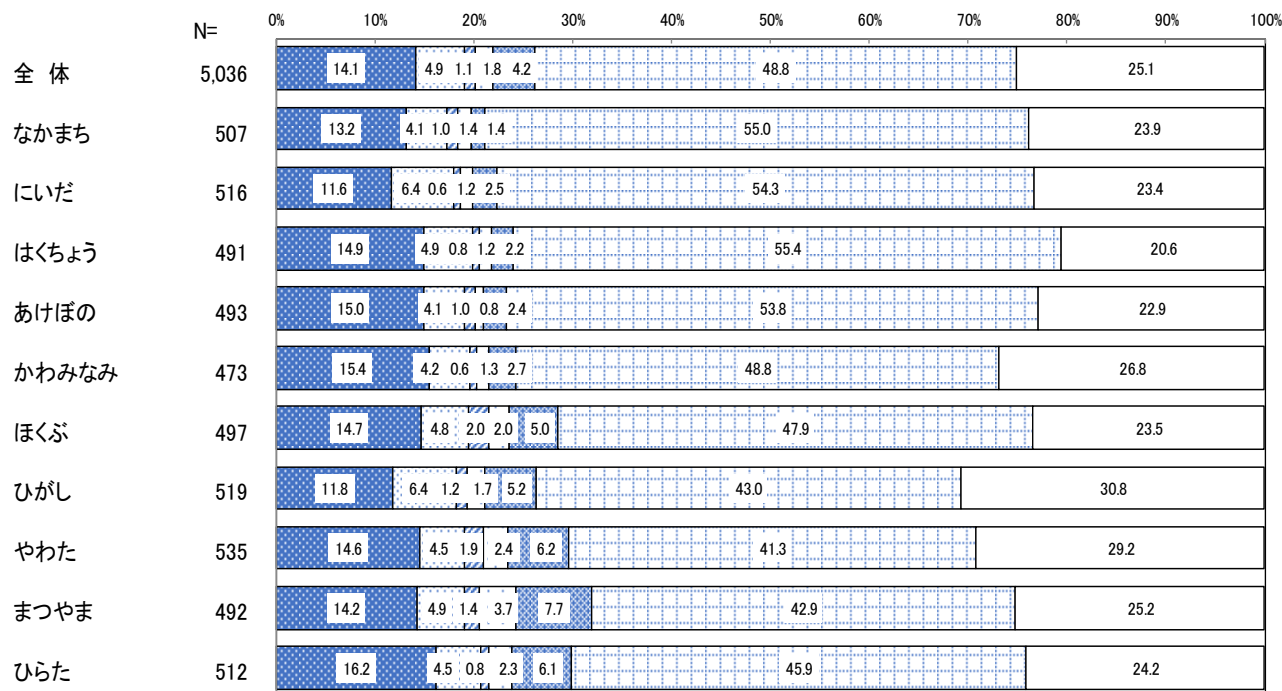 0% 10% 20% 30% 40% 50% 60% 70% 80% 90% 100%
N=
全 体 5,036 14.1 4.9 1.1 1.8 4.2 48.8 25.1
なかまち 507 13.2 4.1 1.0 1.4 1.4 55.0 23.9
にいだ 516 11.6 6.4 0.6 1.2 2.5 54.3 23.4
はくちょう 491 14.9 4.9 0.8 1.2 2.2 55.4 20.6
あけぼの 493 15.0 4.1 1.0 0.8 2.4 53.8 22.9
かわみなみ 473 15.4 4.2 0.6 1.3 2.7 48.8 26.8
ほくぶ 497 14.7 4.8 2.0 2.0 5.0 47.9 23.5
ひがし 519 11.8 6.4 1.2 1.7 5.2 43.0 30.8
やわた 535 14.6 4.5 1.9 2.4 6.2 41.3 29.2
まつやま 492 14.2 4.9 1.4 3.7 7.7 42.9 25.2
ひらた 512 16.2 4.5 0.8 2.3 6.1 45.9 24.2